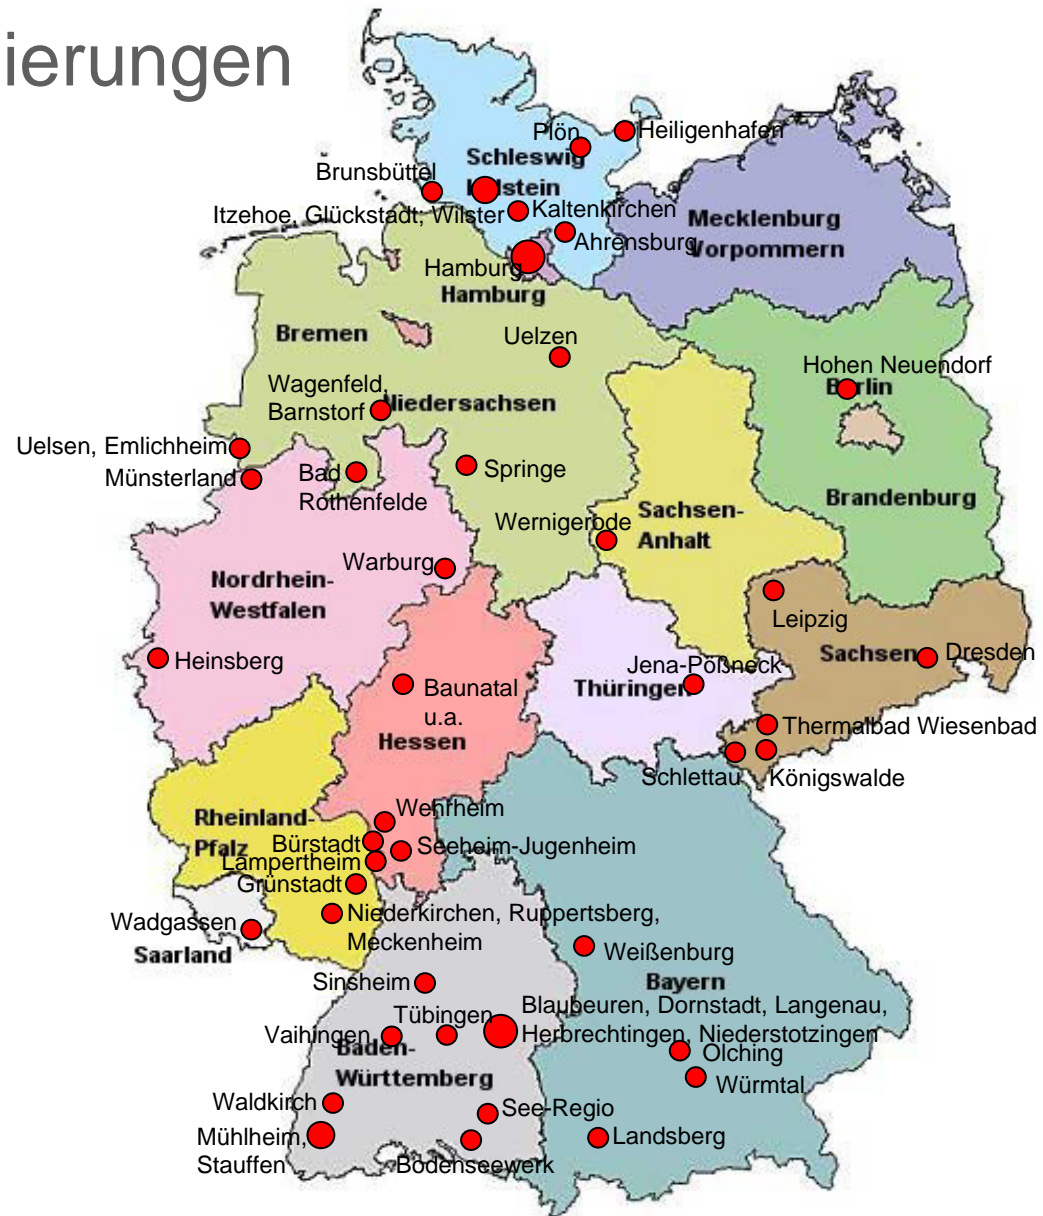 ierungen
Plön
Heiligenhafen
Schleswig
Holstein
Brunsbüttel
Itzehoe, Glückstadt, Wilster
Kaltenkirchen
Mecklenburg
Vorpommern
Ahrensburg
Hamburg
Hamburg
Bremen
Uelzen
Hohen Neuendorf
Berlin
Wagenfeld,
Barnstorf
Niedersachsen
Uelsen, Emlichheim
Münsterland
Bad
Rothenfelde
Springe
Brandenburg
Sachsen-
Anhalt
Wernigerode
Warburg
Nordrhein-
Westfalen
Leipzig
Heinsberg
Sachsen
Dresden
Jena-Pößneck
Thüringen
Baunatal
u.a.
Hessen
Thermalbad Wiesenbad
Schlettau
Königswalde
Wehrheim
Rheinland-
Pfalz
Bürstadt
Seeheim-Jugenheim
Lampertheim
Grünstadt
Niederkirchen, Ruppertsberg,
Meckenheim
Wadgassen
Saarland
Weißenburg
Sinsheim
Bayern
Blaubeuren, Dornstadt, Langenau,
Herbrechtingen, Niederstotzingen
Tübingen
Vaihingen
Baden-
Württemberg
Olching
Würmtal
Waldkirch
See-Regio
Mühlheim,
Stauffen
Bodenseewerk
Landsberg